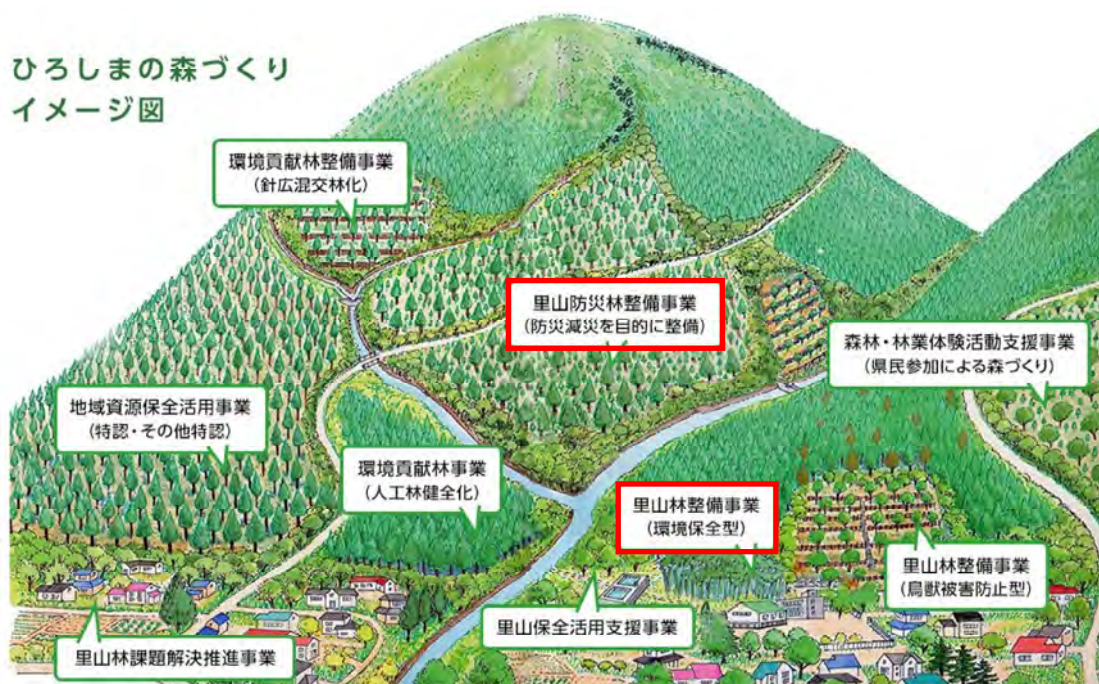 ひろしまの森づくり
イメージ図
環境貢献林整備事業
(針広混交林化)
里山防災林整備事業
(防災減災を目的に整備)
森林・林業体験活動支援事業
(県民参加による森づくり)
地域資源保全活用事業
(特認・その他特認)
環境貢献林事業
(人工林健全化)
里山林整備事業
(環境保全型)
里山林整備事業
(鳥獣被害防止型)
里山保全活用支援事業
里山林課題解決推進事業